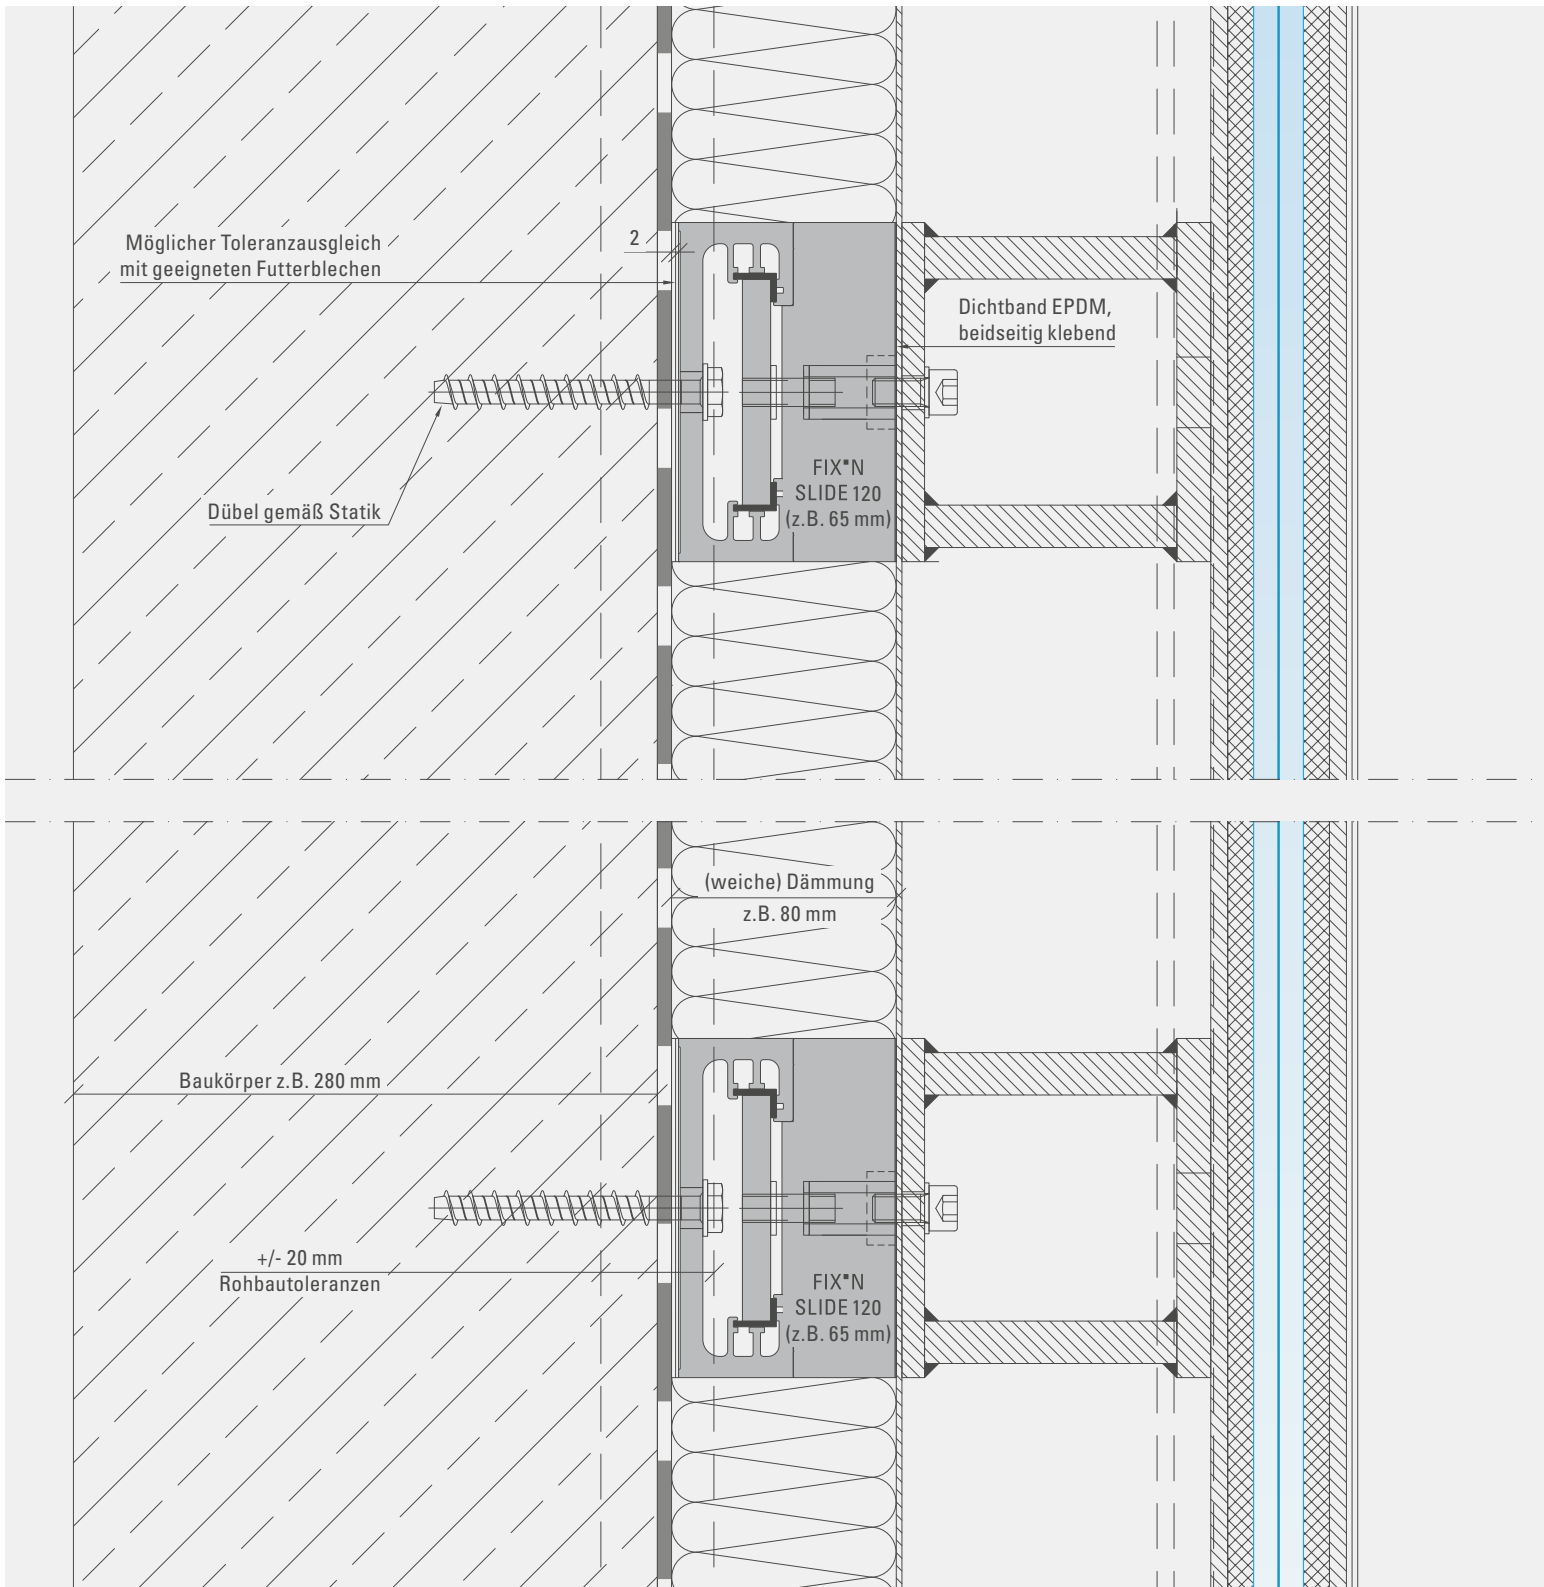 Möglicher Toleranzausgleich
mit geeigneten Futterblechen
2
Dichtband EPDM,
beidseitig klebend
FIX▪N
SLIDE 120
(z.B. 65 mm)
Dübel gemäß Statik
(weiche) Dämmung
z.B. 80 mm
Baukörper z.B. 280 mm
+/- 20 mm
Rohbautoleranzen
FIX▪N
SLIDE 120
(z.B. 65 mm)